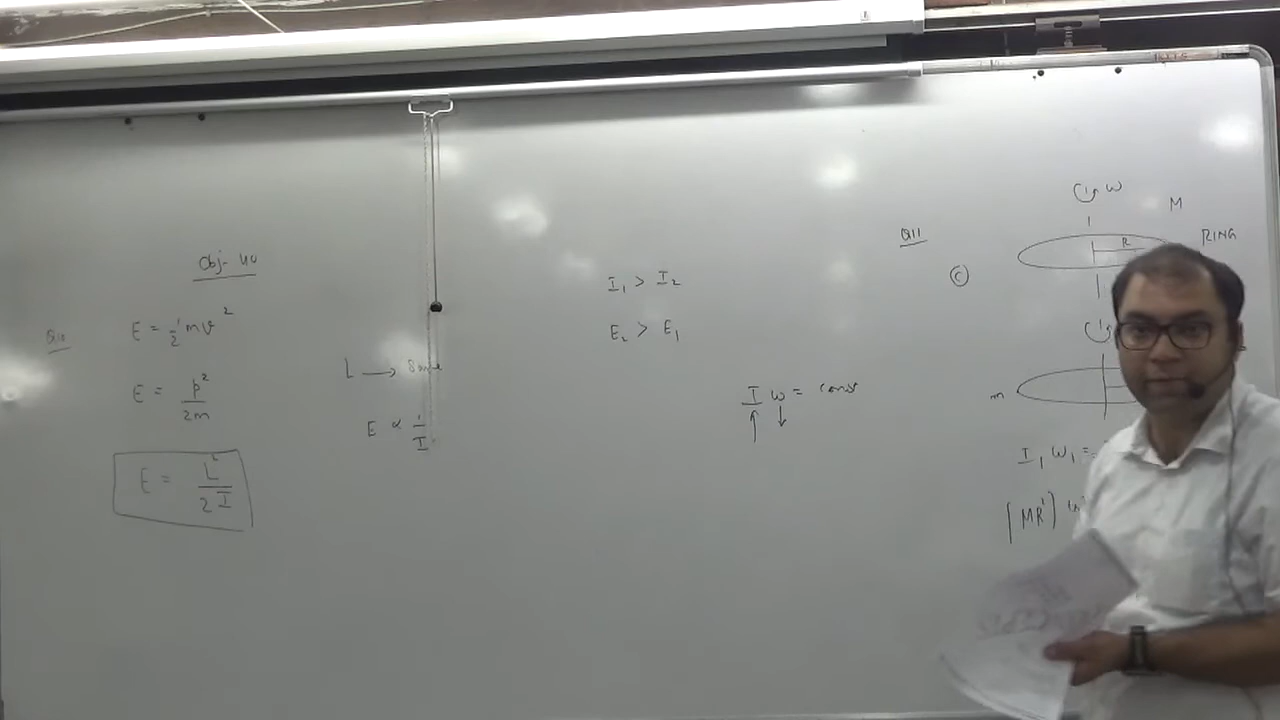 Obj- 40
Q10
E = 1/2 mv²
E = p²/2m
E = L²/2I
L → Same
E ∝ 1/I
I₁ > I₂
E₂ > E₁
I ω = const
↑ ↓
Q11
ω
M
R
RING
C
m
I₁ ω₁ =
[MR²]